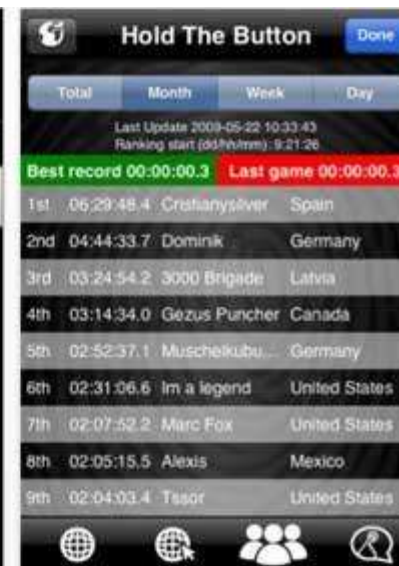 Hold The Button Done
Total Month Week Day
Last Update 2009-05-22 10:33:43
Ranking start (dd/hh/mm): 9:21:26
Best record 00:00:00.3 Last game 00:00:00.3
1st 06:29:48.4 Cristianysilver Spain
2nd 04:44:33.7 Dominik Germany
3rd 03:24:54.2 3000 Brigade Latvia
4th 03:14:34.0 Gezus Puncher Canada
5th 02:52:37.1 Muschelkubu... Germany
6th 02:31:06.6 Im a legend United States
7th 02:07:52.2 Marc Fox United States
8th 02:05:15.5 Alexis Mexico
9th 02:04:03.4 Tssor United States